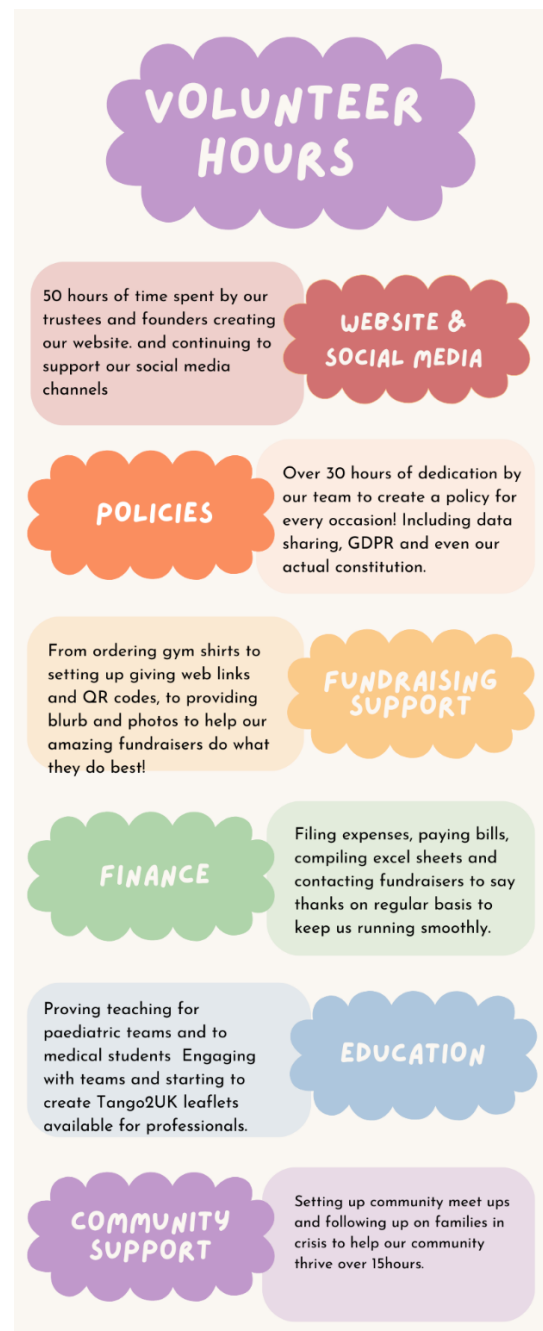 VOLUNTEER
HOURS
50 hours of time spent by our
trustees and founders creating
our website. and continuing to
support our social media
channels
WEBSITE &
SOCIAL MEDIA
POLICIES
Over 30 hours of dedication by
our team to create a policy for
every occasion! Including data
sharing, GDPR and even our
actual constitution.
From ordering gym shirts to
setting up giving web links
and QR codes, to providing
blurb and photos to help our
amazing fundraisers do what
they do best!
FUNDRAISING
SUPPORT
FINANCE
Filing expenses, paying bills,
compiling excel sheets and
contacting fundraisers to say
thanks on regular basis to
keep us running smoothly.
Proving teaching for
paediatric teams and to
medical students  Engaging
with teams and starting to
create Tango2UK leaflets
available for professionals.
EDUCATION
COMMUNITY
SUPPORT
Setting up community meet ups
and following up on families in
crisis to help our community
thrive over 15hours.